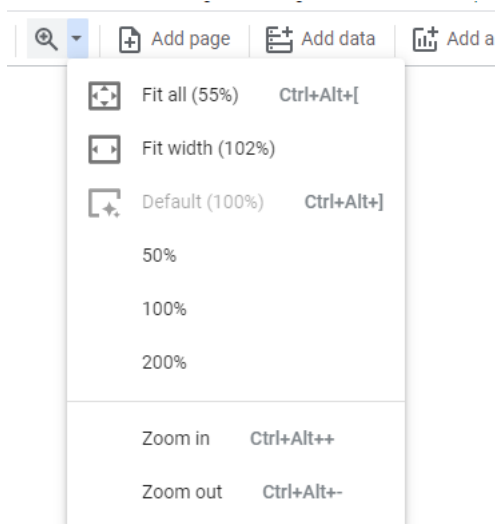 Add page Add data Add a
Fit all (55%) Ctrl+Alt+[
Fit width (102%)
Default (100%) Ctrl+Alt+]
50%
100%
200%
Zoom in Ctrl+Alt++
Zoom out Ctrl+Alt+-